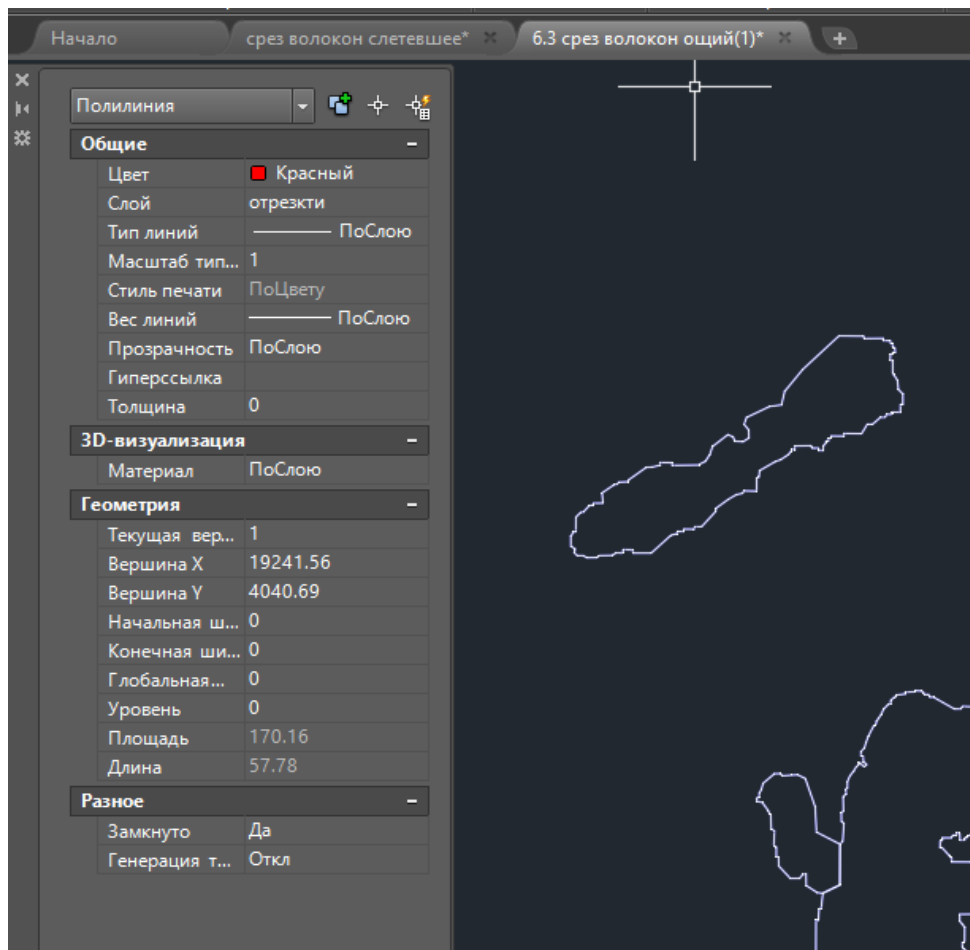 Начало срез волокон слетевшее* 6.3 срез волокон ощий(1)*
Полилиния
Общие
Цвет Красный
Слой отрезкти
Тип линий ПоСлою
Масштаб тип... 1
Стиль печати ПоЦвету
Вес линий ПоСлою
Прозрачность ПоСлою
Гиперссылка
Толщина 0
3D-визуализация
Материал ПоСлою
Геометрия
Текущая вер... 1
Вершина X 19241.56
Вершина Y 4040.69
Начальная ш... 0
Конечная ши... 0
Глобальная... 0
Уровень 0
Площадь 170.16
Длина 57.78
Разное
Замкнуто Да
Генерация т... Откл